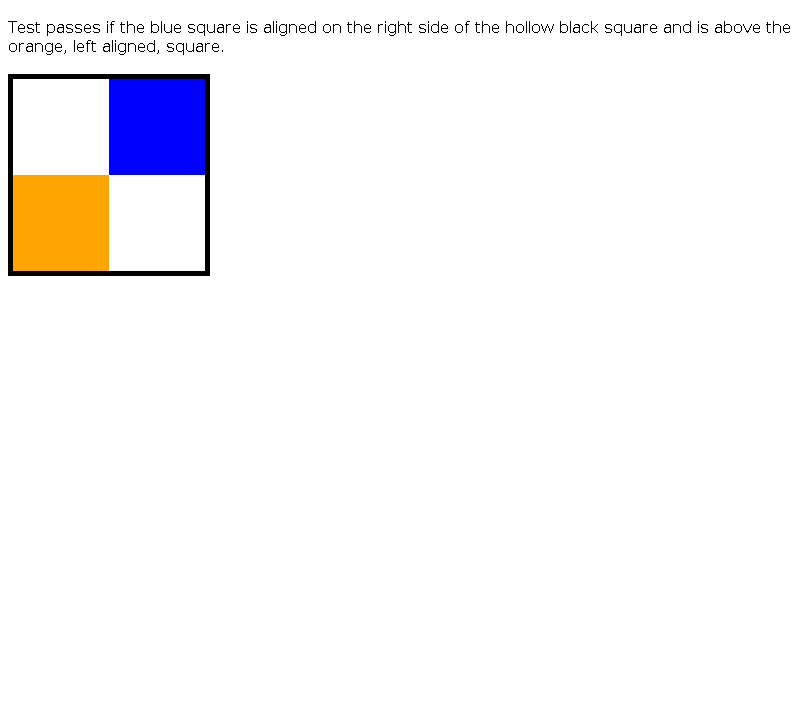 Test passes if the blue square is aligned on the right side of the hollow black square and is above the
orange, left aligned, square.